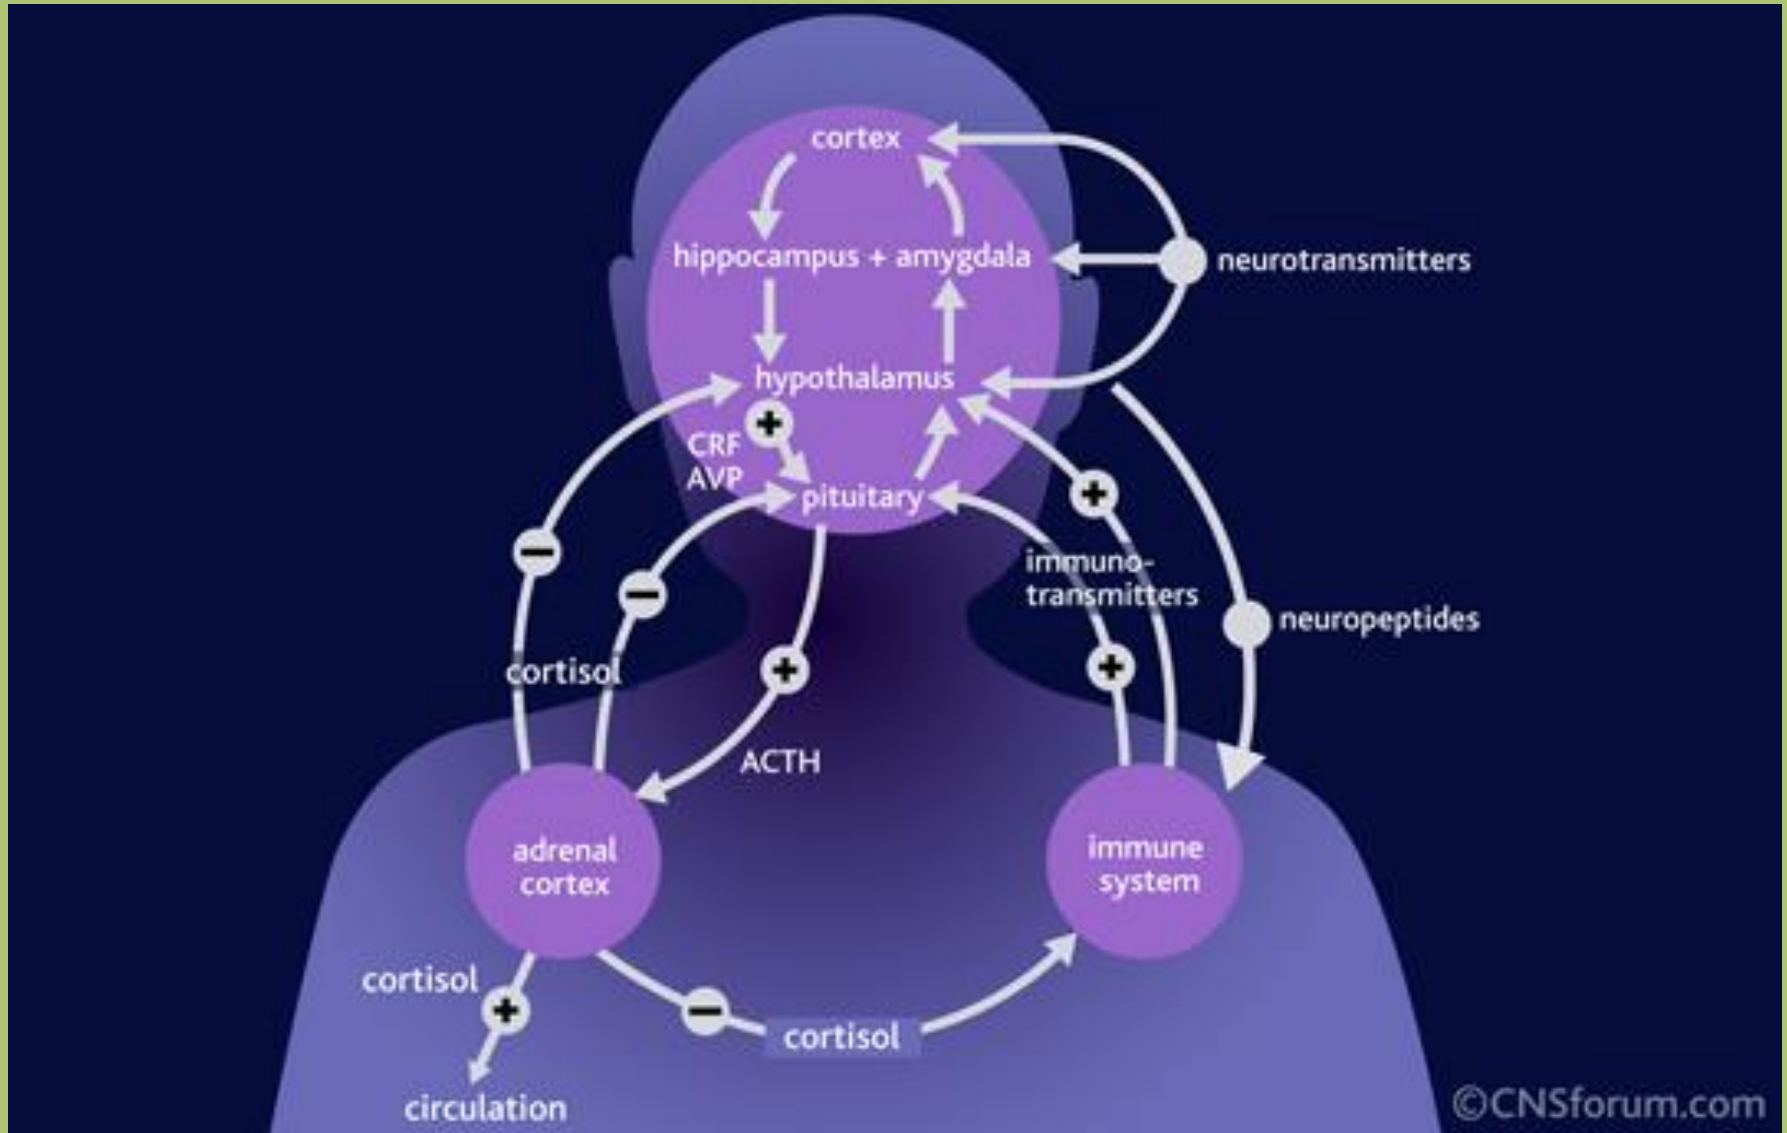 cortex
hippocampus + amygdala
neurotransmitters
hypothalamus
+
CRF
AVP
pituitary
+
−
immuno-
transmitters
−
neuropeptides
cortisol
+
+
ACTH
adrenal
cortex
immune
system
cortisol
+
−
cortisol
circulation
©CNSforum.com